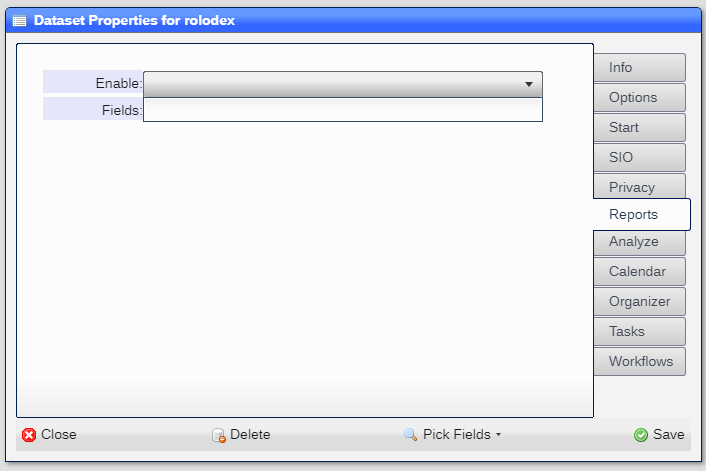 Dataset Properties for rolodex
Enable:
Fields:
Info
Options
Start
SIO
Privacy
Reports
Analyze
Calendar
Organizer
Tasks
Workflows
Close
Delete
Pick Fields
Save